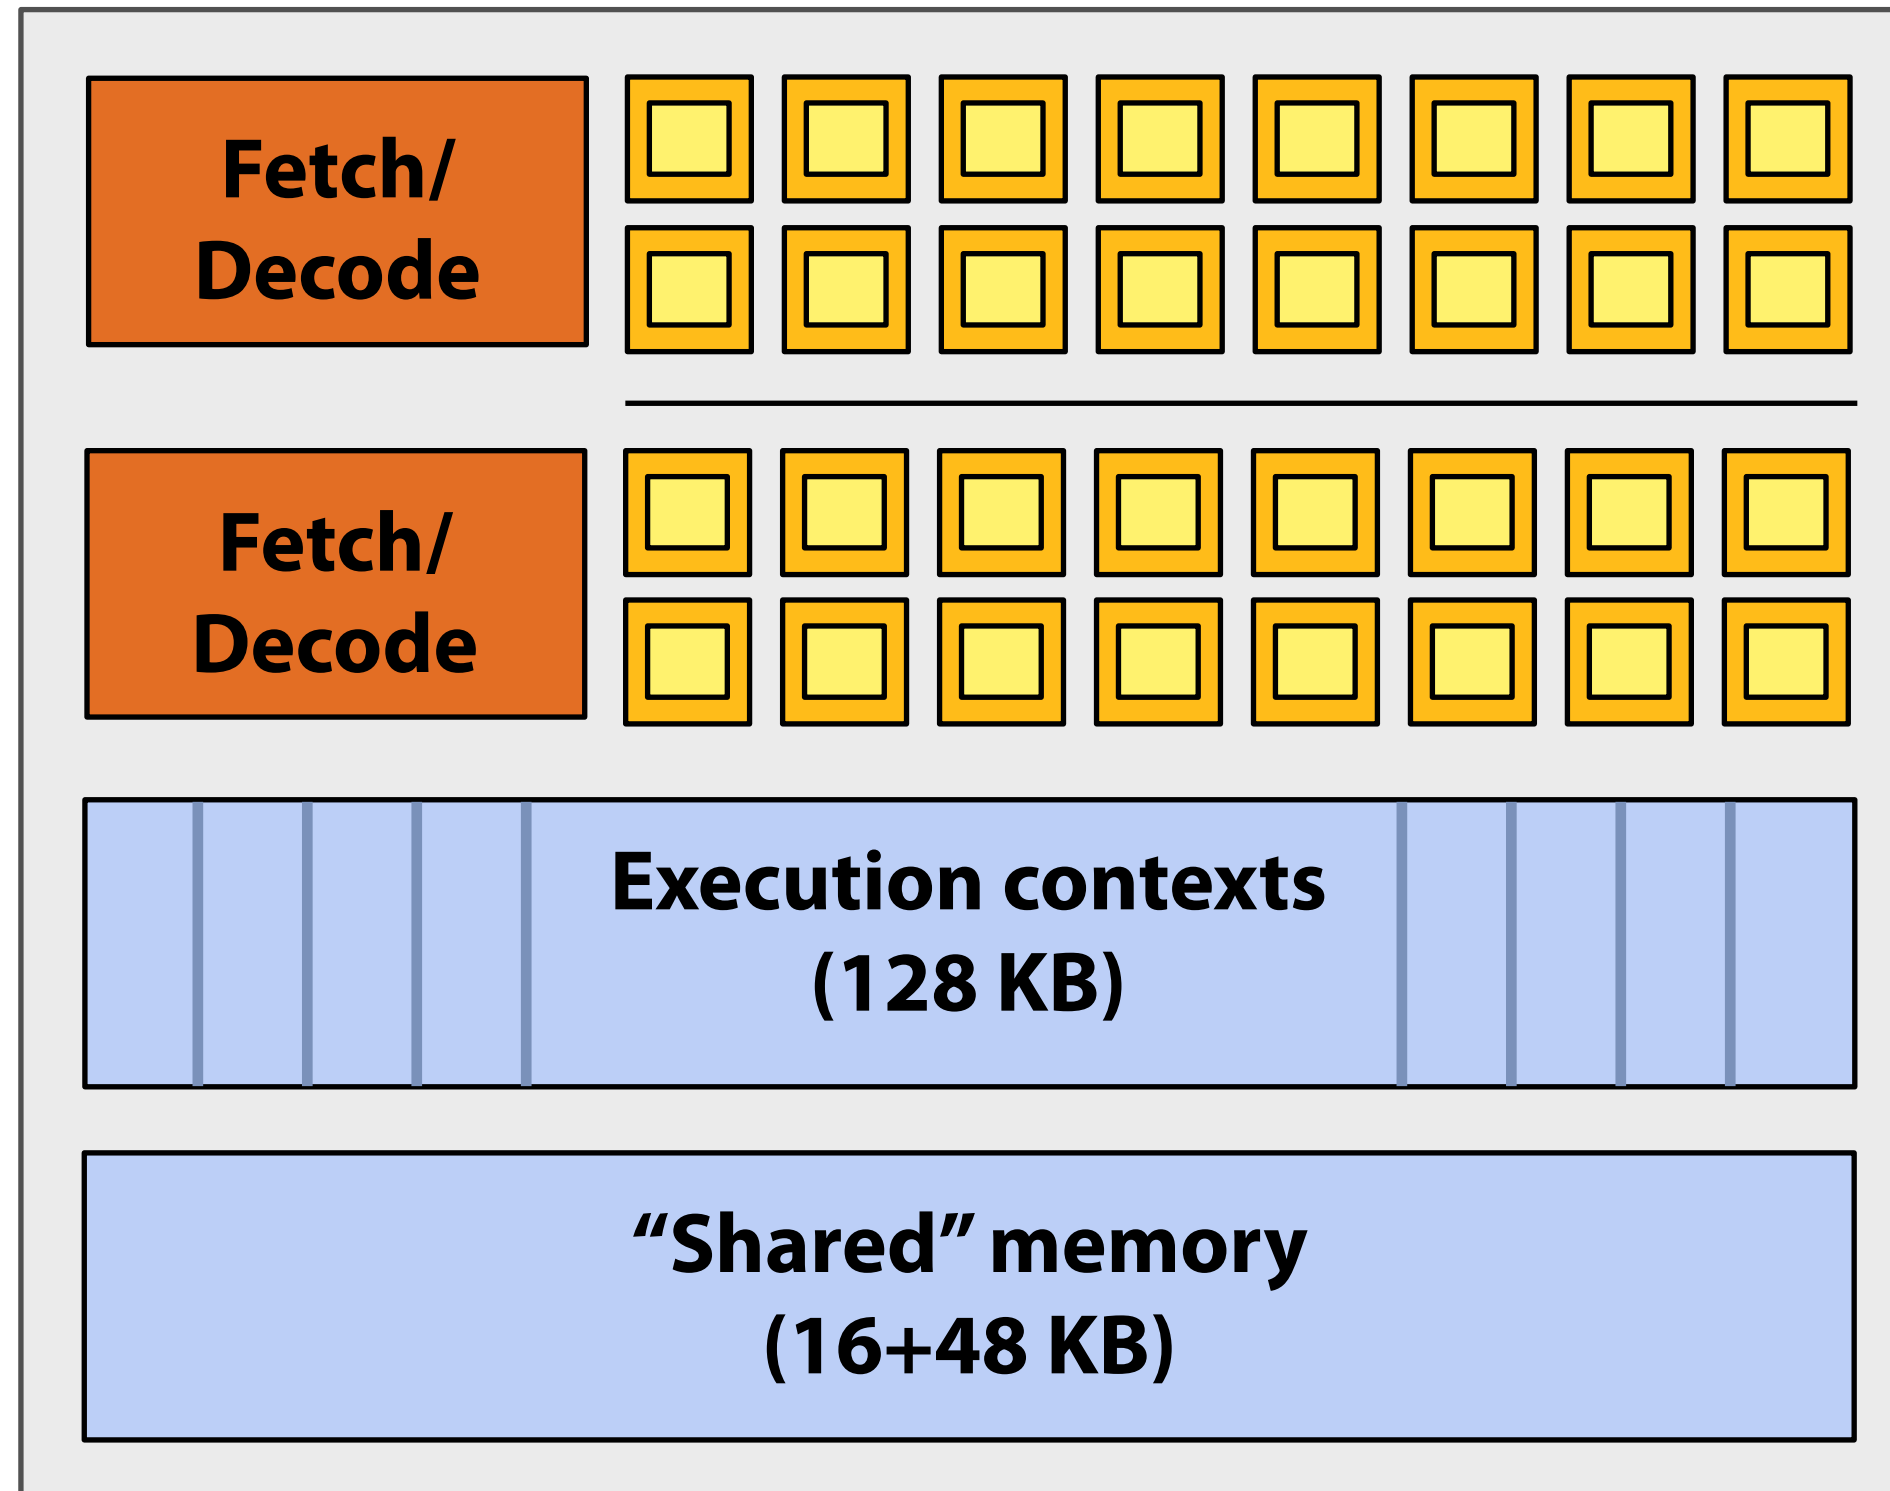 Fetch/
Decode
Fetch/
Decode
Execution contexts
(128 KB)
“Shared” memory
(16+48 KB)